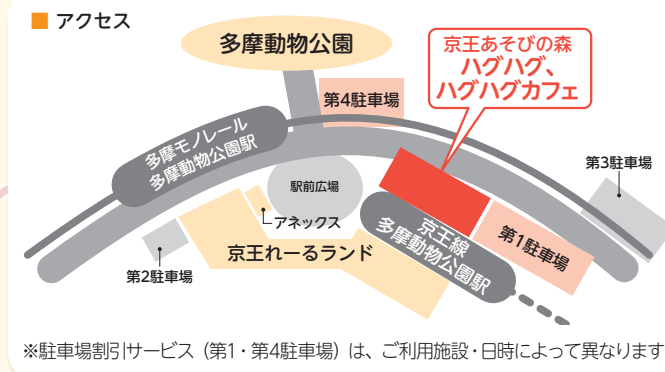 ■ アクセス
多摩動物公園
京王あそびの森
ハグハグ、
ハグハグカフェ
第4駐車場
多摩モノレール
多摩動物公園駅
第3駐車場
駅前広場
アネックス
京王れーるランド
京王線
多摩動物公園駅
第1駐車場
第2駐車場
※駐車場割引サービス（第1・第4駐車場）は、ご利用施設・日時によって異なります